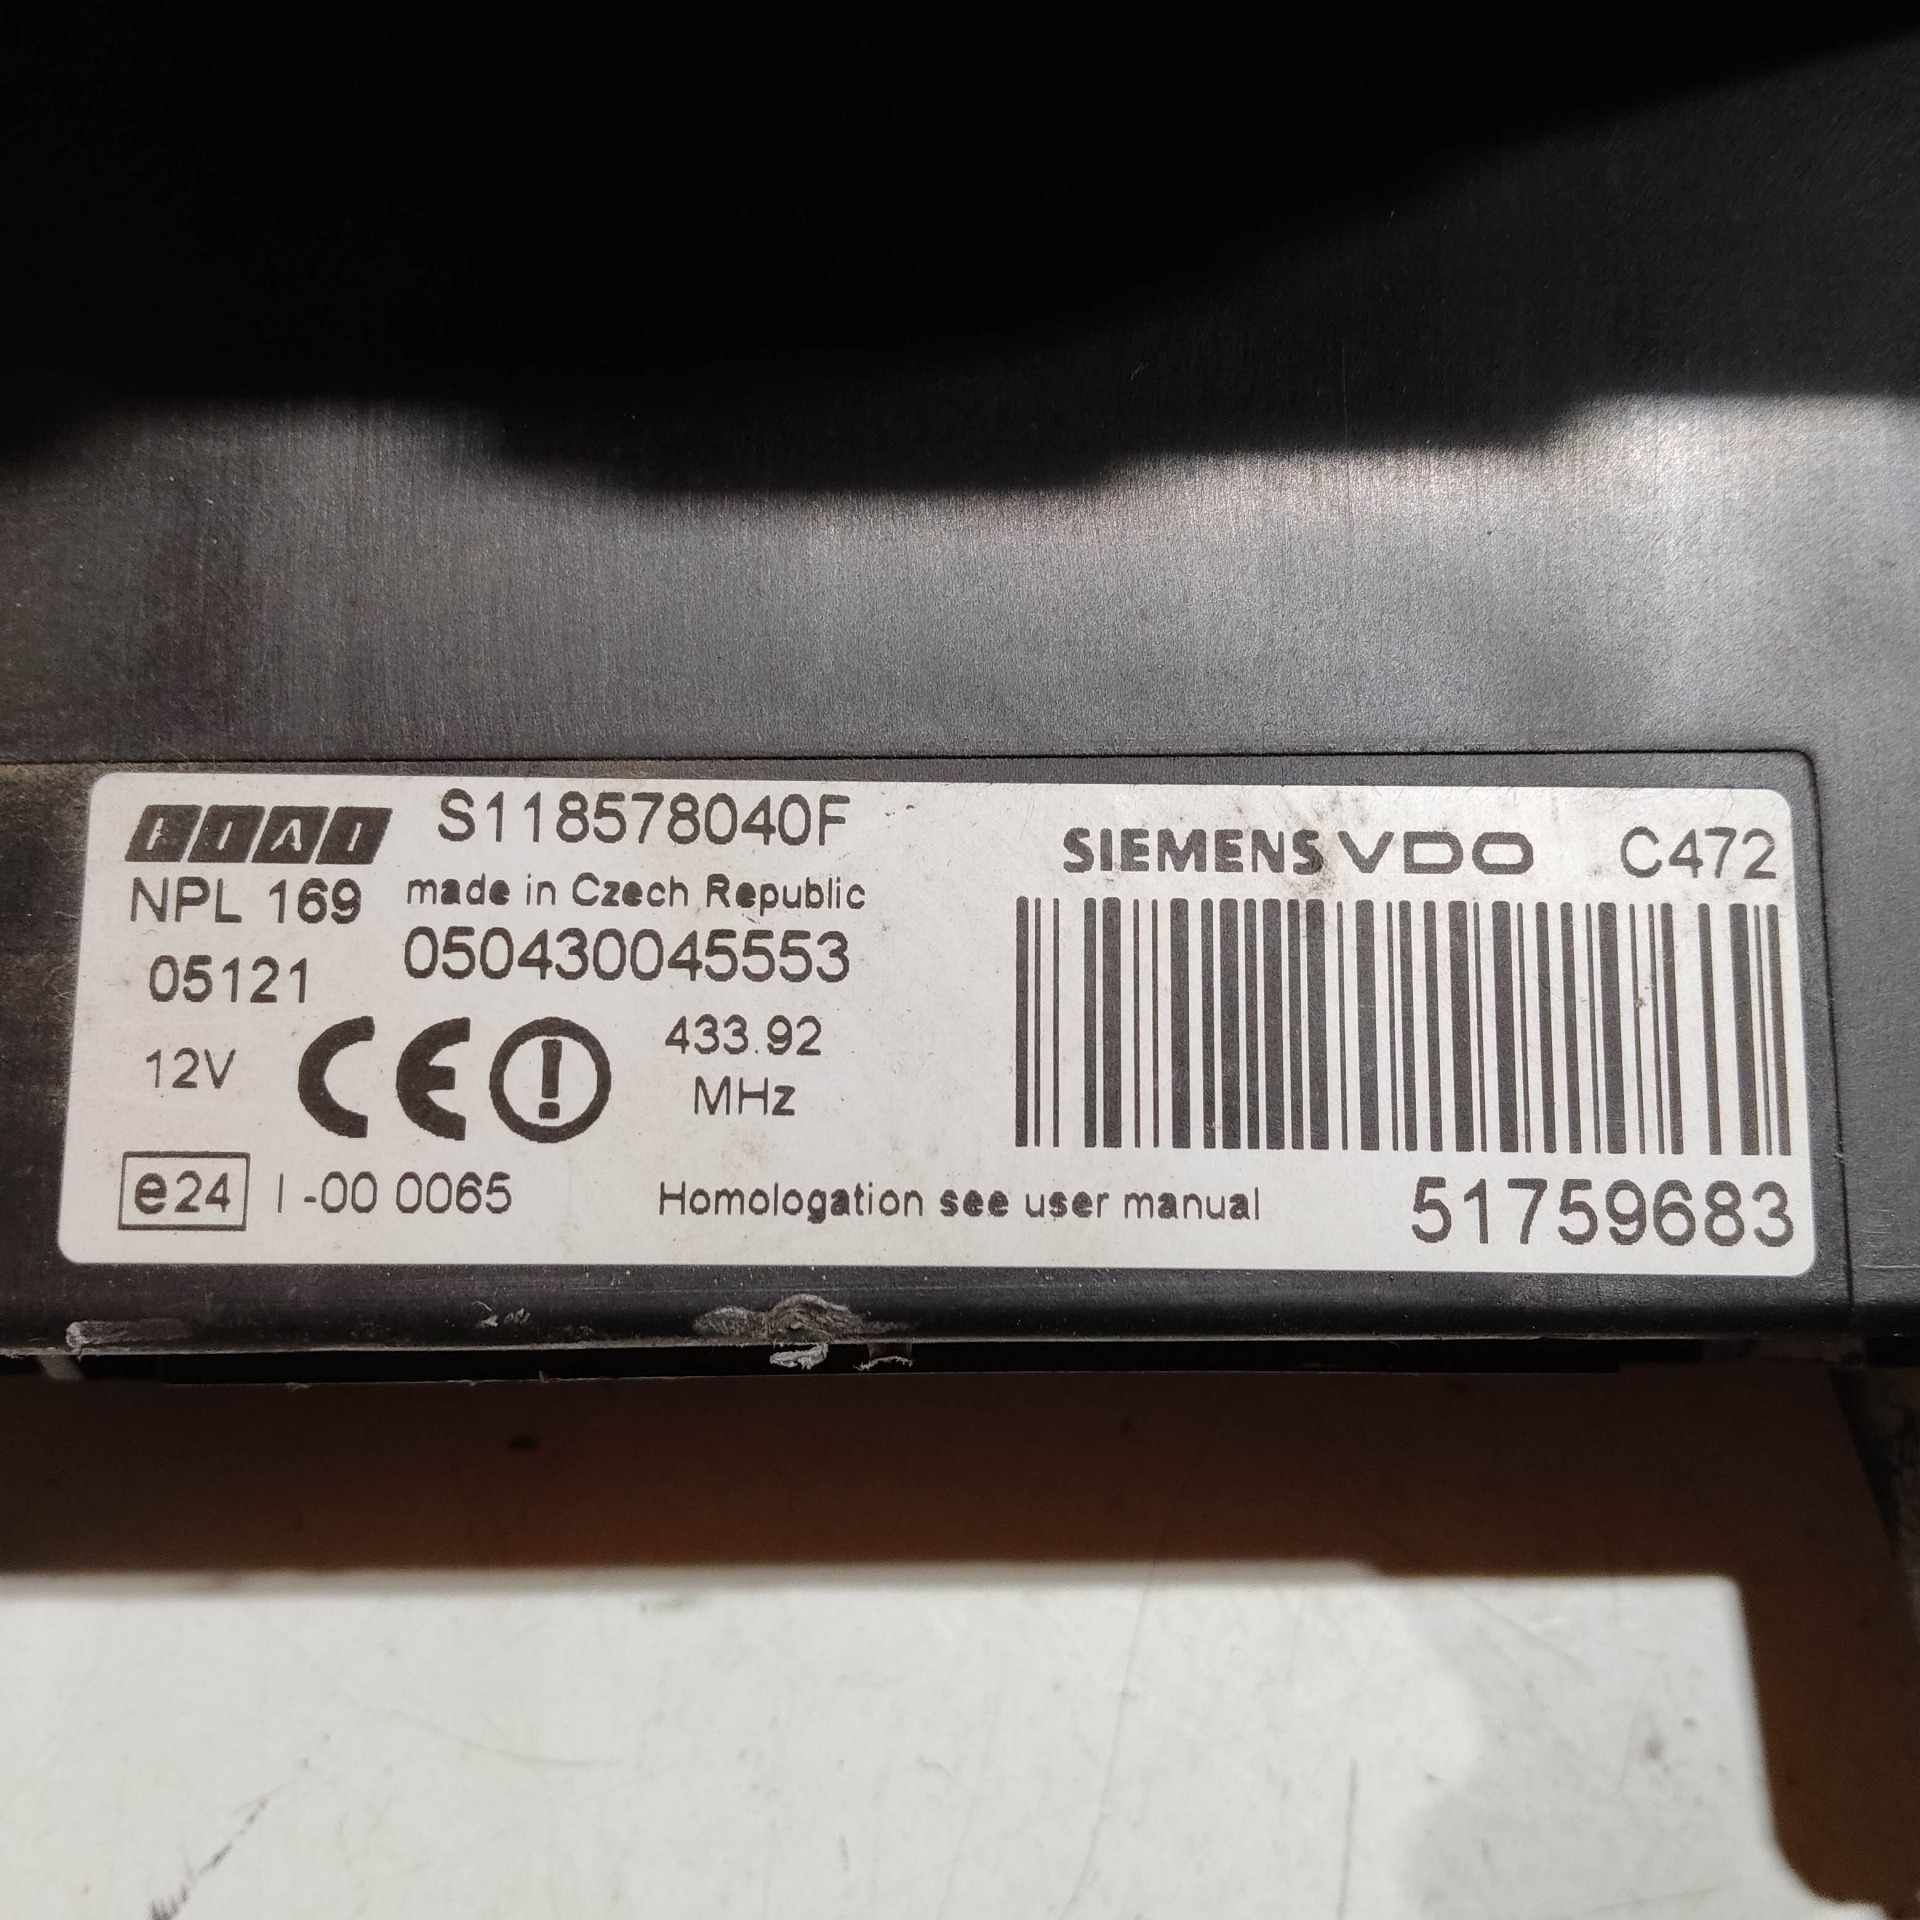 FIAT S118578040F
SIEMENS VDO C472
NPL 169 made in Czech Republic
05121 050430045553
12V CE 433.92
MHz
e24 I -00 0065
Homologation see user manual
51759683